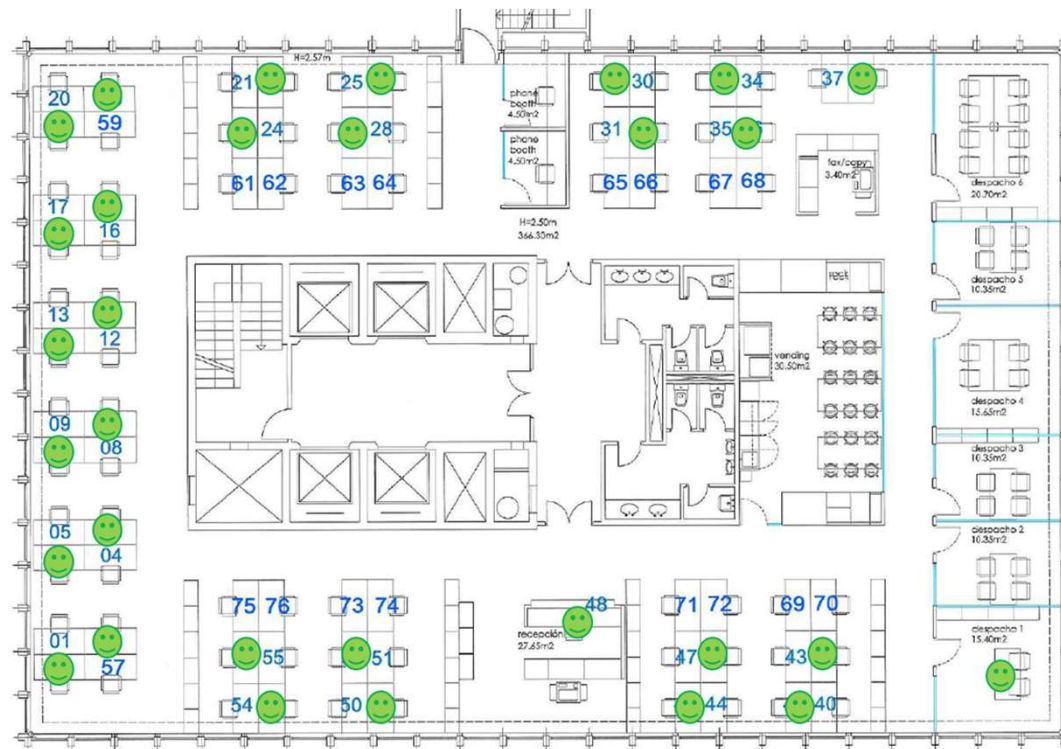 H=2.57m
20
21
25
30
34
37
59
phone
booth
4.50m2
24
28
31
35
phone
booth
4.50m2
fax/copy
3.40m2
61 62
63 64
65 66
67 68
despacho 6
20.70m2
17
16
H=2.50m
366.30m2
rack
despacho 5
10.35m2
13
12
vending
30.50m2
despacho 4
15.65m2
09
08
despacho 3
10.35m2
05
04
despacho 2
10.35m2
75 76
73 74
48
71 72
69 70
01
57
recepción
27.65m2
despacho 1
15.40m2
55
51
47
43
54
50
44
40